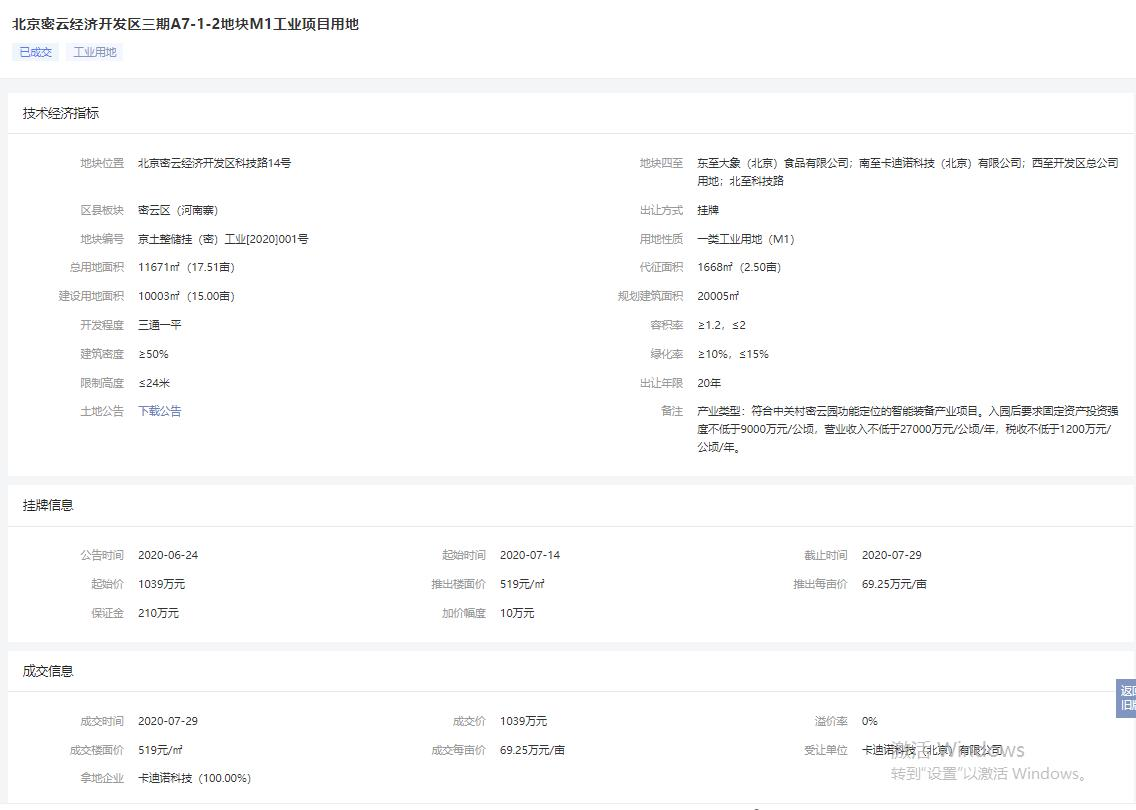 北京密云经济开发区三期A7-1-2地块M1工业项目用地
已成交 工业用地
技术经济指标
地块位置 北京密云经济开发区科技路14号 地块四至 东至大象（北京）食品有限公司；南至卡迪诺科技（北京）有限公司；西至开发区总公司
用地；北至科技路
区县板块 密云区（河南寨） 出让方式 挂牌
地块编号 京土整储挂（密）工业[2020]001号 用地性质 一类工业用地（M1）
总用地面积 11671㎡（17.51亩） 代征面积 1668㎡（2.50亩）
建设用地面积 10003㎡（15.00亩） 规划建筑面积 20005㎡
开发程度 三通一平 容积率 ≥1.2，≤2
建筑密度 ≥50% 绿化率 ≥10%，≤15%
限制高度 ≤24米 出让年限 20年
土地公告 下载公告 备注 产业类型：符合中关村密云园功能定位的智能装备产业项目。入园后要求固定资产投资强
度不低于9000万元/公顷，营业收入不低于27000万元/公顷/年，税收不低于1200万元/
公顷/年。
挂牌信息
公告时间 2020-06-24 起始时间 2020-07-14 截止时间 2020-07-29
起始价 1039万元 推出楼面价 519元/㎡ 推出每亩价 69.25万元/亩
保证金 210万元 加价幅度 10万元
成交信息
成交时间 2020-07-29 成交价 1039万元 溢价率 0%
成交楼面价 519元/㎡ 成交每亩价 69.25万元/亩 受让单位 卡迪诺科技（北京）有限公司
拿地企业 卡迪诺科技（100.00%）
返回
旧版
激活 Windows
转到“设置”以激活 Windows。